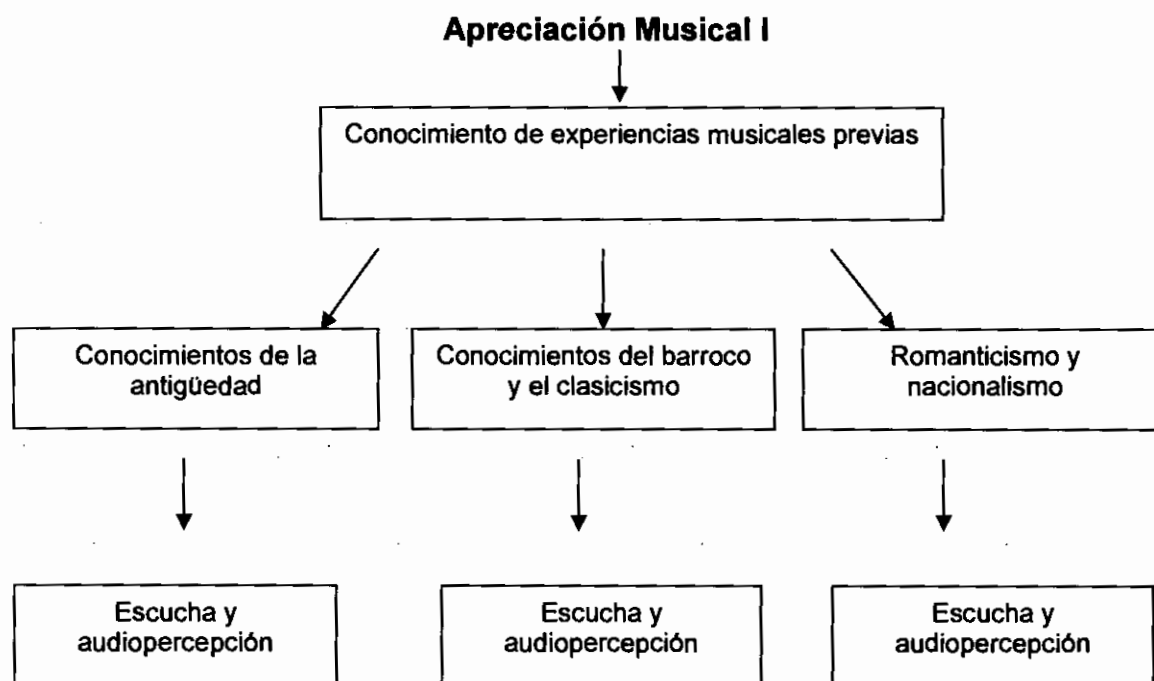 Apreciación Musical I
Conocimiento de experiencias musicales previas
Conocimientos de la
antigüedad
Conocimientos del barroco
y el clasicismo
Romanticismo y
nacionalismo
Escucha y
audiopercepción
Escucha y
audiopercepción
Escucha y
audiopercepción